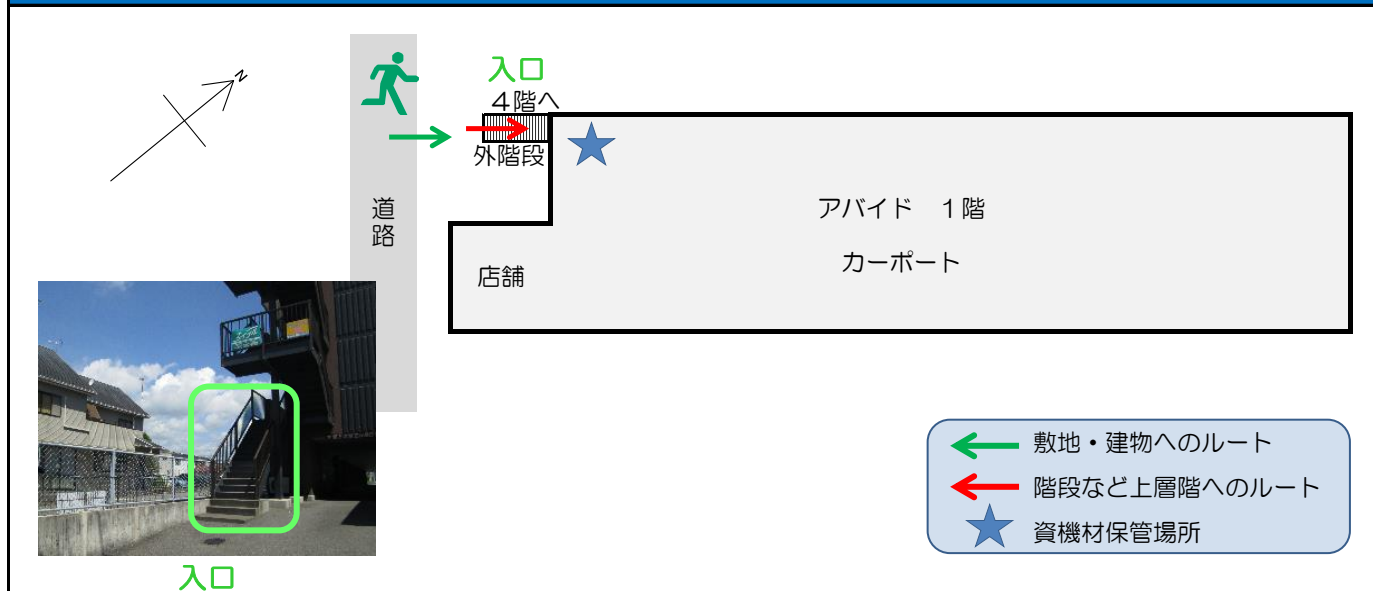 N
入口
４階へ
外階段
道路
アバイド　１階
カーポート
店舗
入口
敷地・建物へのルート
階段など上層階へのルート
資機材保管場所